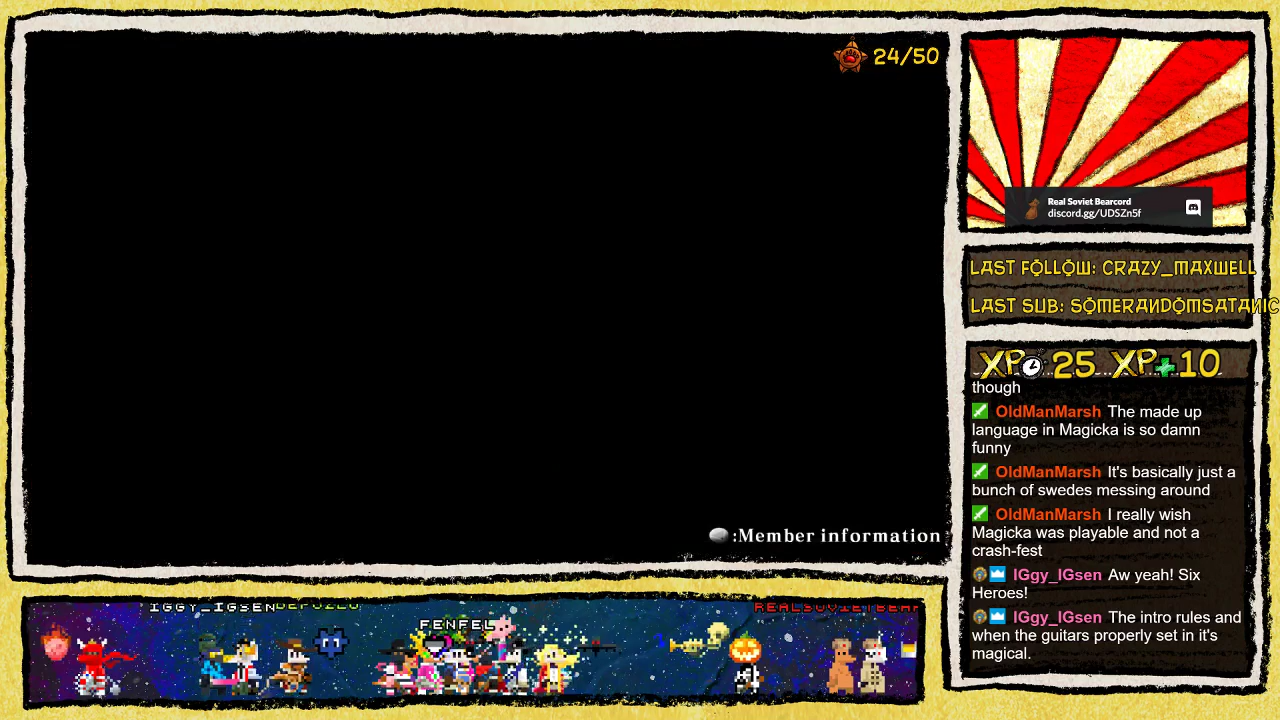 24/50
:Member information
Real Soviet Bearcord
discord.gg/UDSZn5f
LAST FOLLOW: CRAZY_MAXWELL
LAST SUB: SOMERANDOMSATANIC
XP 25 XP+10
though
OldManMarsh The made up
language in Magicka is so damn
funny
OldManMarsh It's basically just a
bunch of swedes messing around
OldManMarsh I really wish
Magicka was playable and not a
crash-fest
IGgy_IGsen Aw yeah! Six
Heroes!
IGgy_IGsen The intro rules and
when the guitars properly set in it's
magical.
IGGY_IGSEN
REALSOVIETBEAR
FENFEL